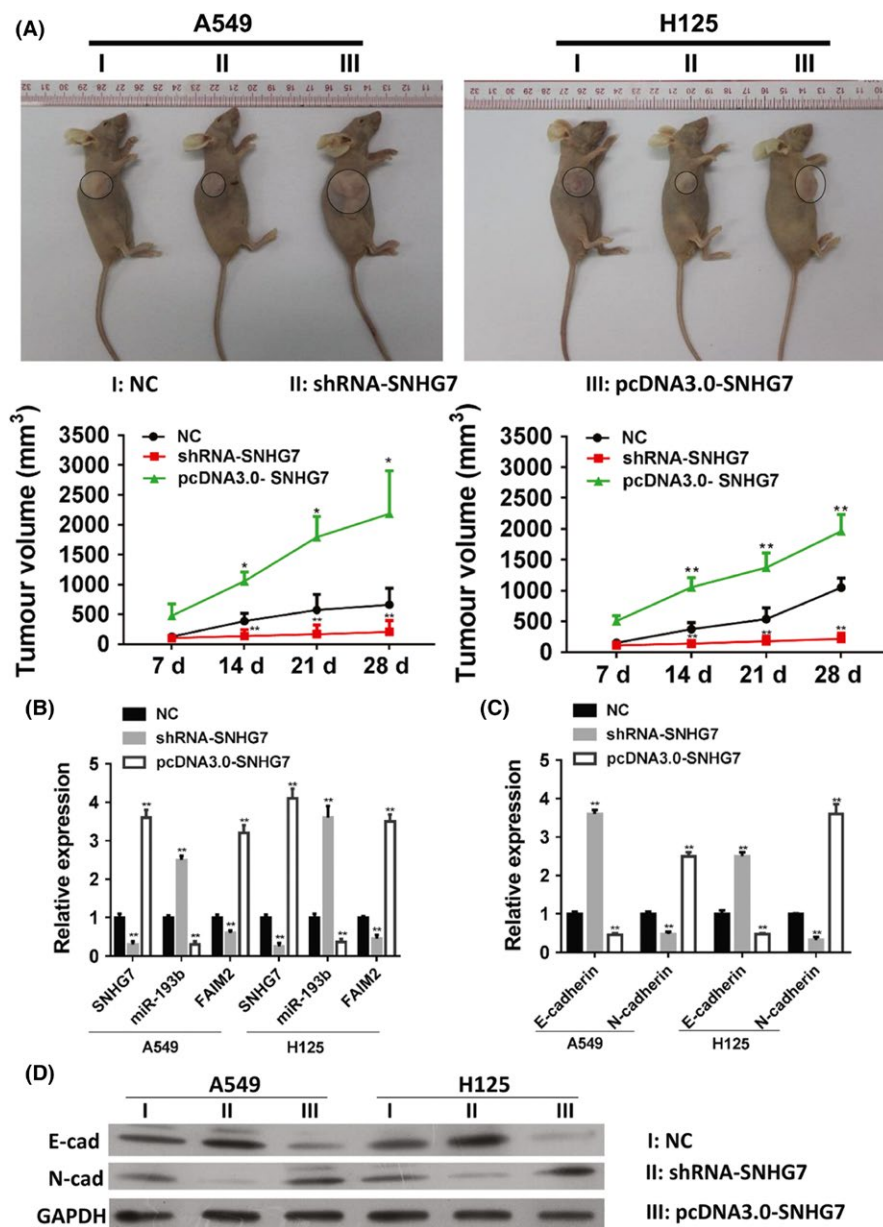 (A)
A549
I II III
H125
I II III
I: NC II: shRNA-SNHG7 III: pcDNA3.0-SNHG7
Tumour volume (mm³)
3500
3000
2500
2000
1500
1000
500
0
NC
shRNA-SNHG7
pcDNA3.0- SNHG7
* * *
** ** **
7 d 14 d 21 d 28 d
Tumour volume (mm³)
3500
3000
2500
2000
1500
1000
500
0
NC
shRNA-SNHG7
pcDNA3.0- SNHG7
** ** **
** ** **
7 d 14 d 21 d 28 d
(B)
NC
shRNA-SNHG7
pcDNA3.0-SNHG7
Relative expression
5
4
3
2
1
0
** ** ** ** ** ** ** ** ** ** ** **
SNHG7 miR-193b FAIM2 SNHG7 miR-193b FAIM2
A549 H125
(C)
NC
shRNA-SNHG7
pcDNA3.0-SNHG7
Relative expression
5
4
3
2
1
0
** ** ** ** ** ** ** **
E-cadherin N-cadherin E-cadherin N-cadherin
A549 H125
(D)
A549 H125
I II III I II III
E-cad
N-cad
GAPDH
I: NC
II: shRNA-SNHG7
III: pcDNA3.0-SNHG7